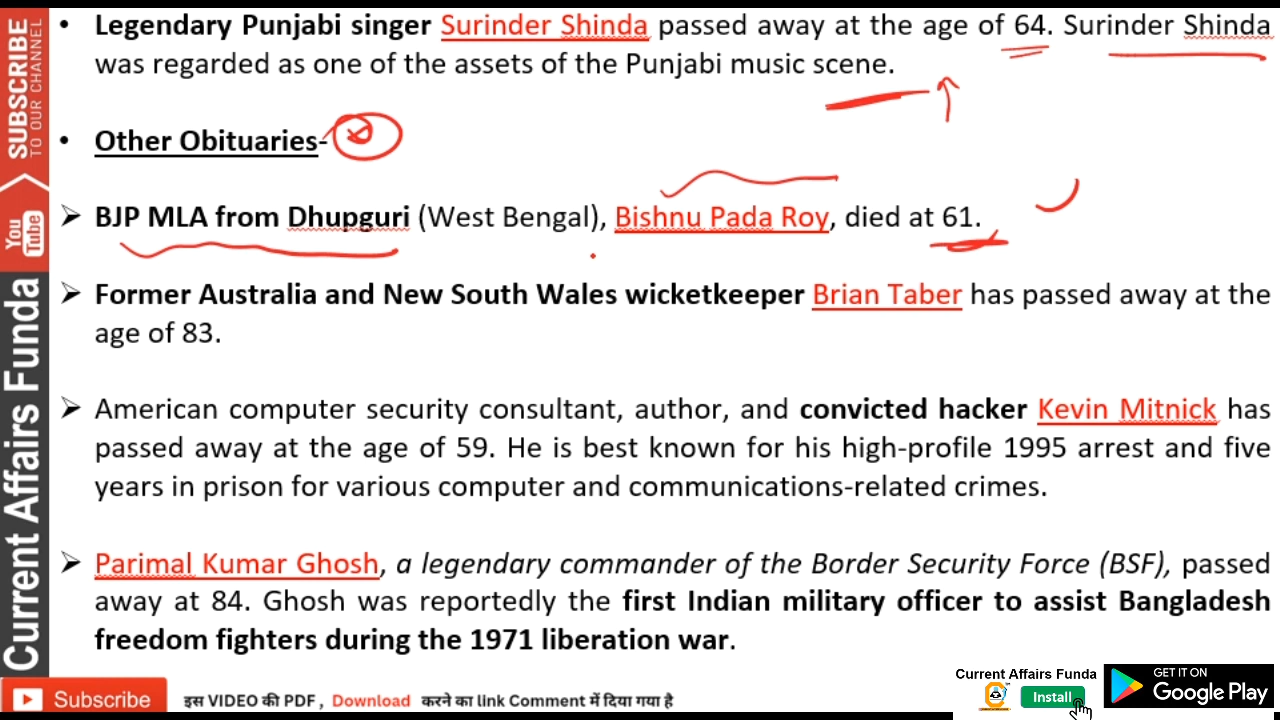 • Legendary Punjabi singer Surinder Shinda passed away at the age of 64. Surinder Shinda
was regarded as one of the assets of the Punjabi music scene.
• Other Obituaries-
➢ BJP MLA from Dhupguri (West Bengal), Bishnu Pada Roy, died at 61.
➢ Former Australia and New South Wales wicketkeeper Brian Taber has passed away at the
age of 83.
➢ American computer security consultant, author, and convicted hacker Kevin Mitnick has
passed away at the age of 59. He is best known for his high-profile 1995 arrest and five
years in prison for various computer and communications-related crimes.
➢ Parimal Kumar Ghosh, a legendary commander of the Border Security Force (BSF), passed
away at 84. Ghosh was reportedly the first Indian military officer to assist Bangladesh
freedom fighters during the 1971 liberation war.
SUBSCRIBE
TO OUR CHANNEL
You Tube
Current Affairs Funda
Subscribe
इस VIDEO की PDF , Download करने का link Comment में दिया गया है
Current Affairs Funda
Install
GET IT ON
Google Play